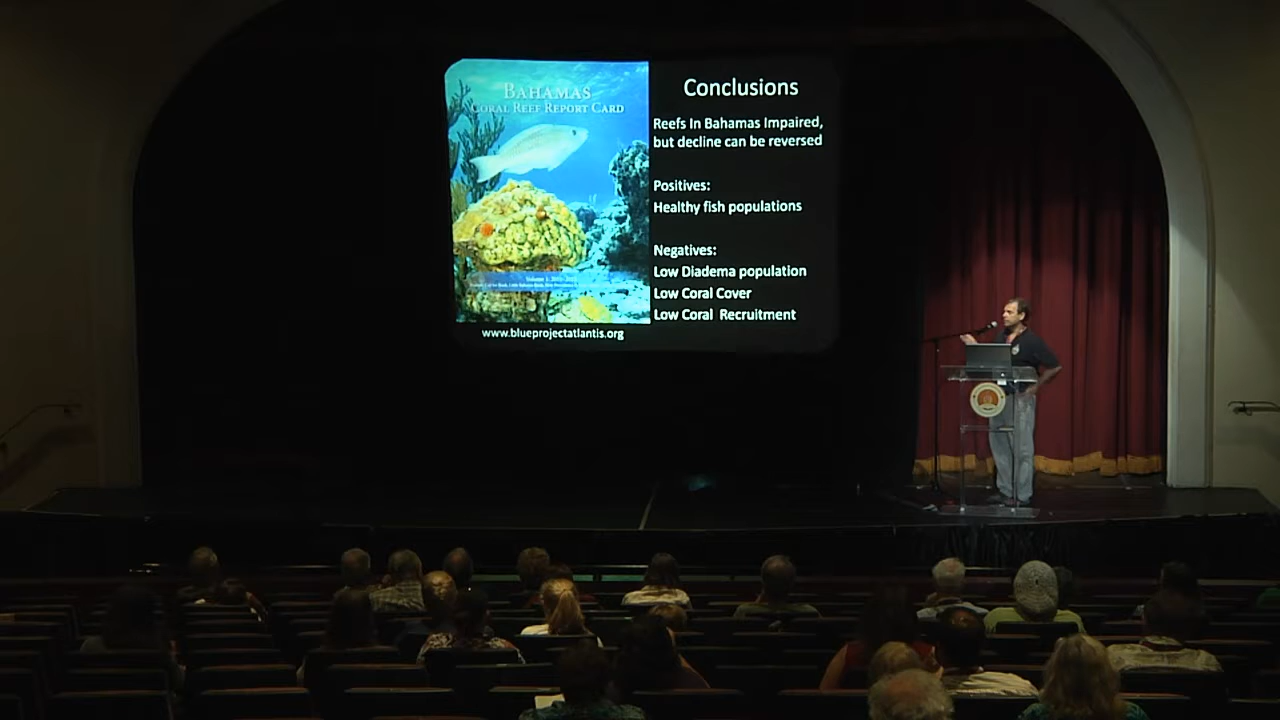 BAHAMAS
CORAL REEF REPORT CARD
www.blueprojectatlantis.org
Conclusions
Reefs In Bahamas Impaired,
but decline can be reversed
Positives:
Healthy fish populations
Negatives:
Low Diadema population
Low Coral Cover
Low Coral Recruitment